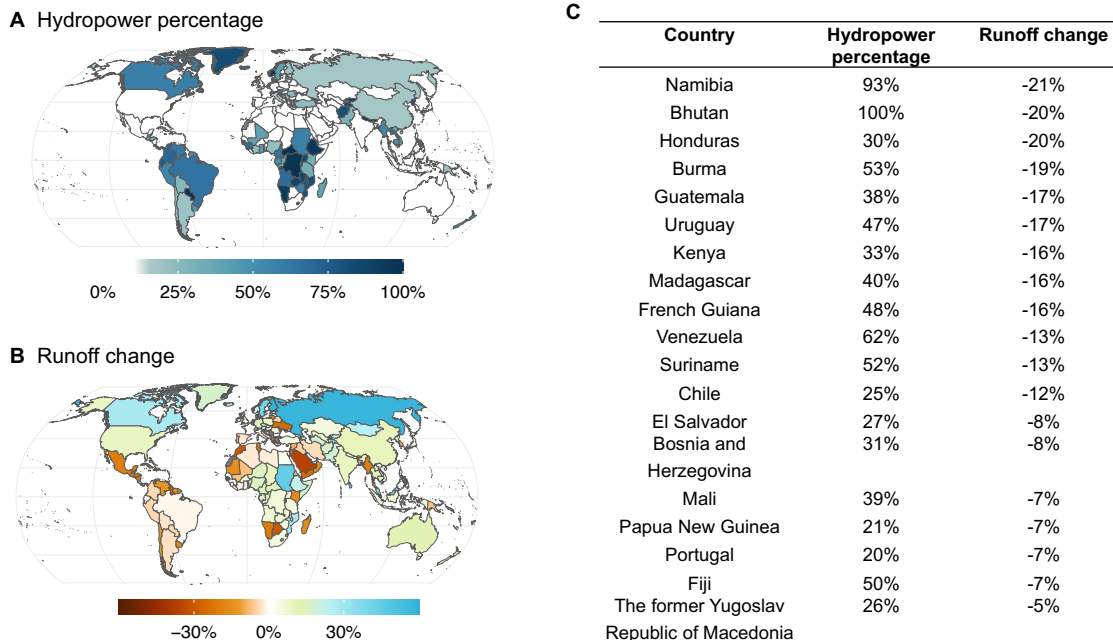 A Hydropower percentage
0% 25% 50% 75% 100%
B Runoff change
−30% 0% 30%
C
Country Hydropower percentage Runoff change
Namibia 93% -21%
Bhutan 100% -20%
Honduras 30% -20%
Burma 53% -19%
Guatemala 38% -17%
Uruguay 47% -17%
Kenya 33% -16%
Madagascar 40% -16%
French Guiana 48% -16%
Venezuela 62% -13%
Suriname 52% -13%
Chile 25% -12%
El Salvador 27% -8%
Bosnia and 31% -8%
Herzegovina
Mali 39% -7%
Papua New Guinea 21% -7%
Portugal 20% -7%
Fiji 50% -7%
The former Yugoslav 26% -5%
Republic of Macedonia